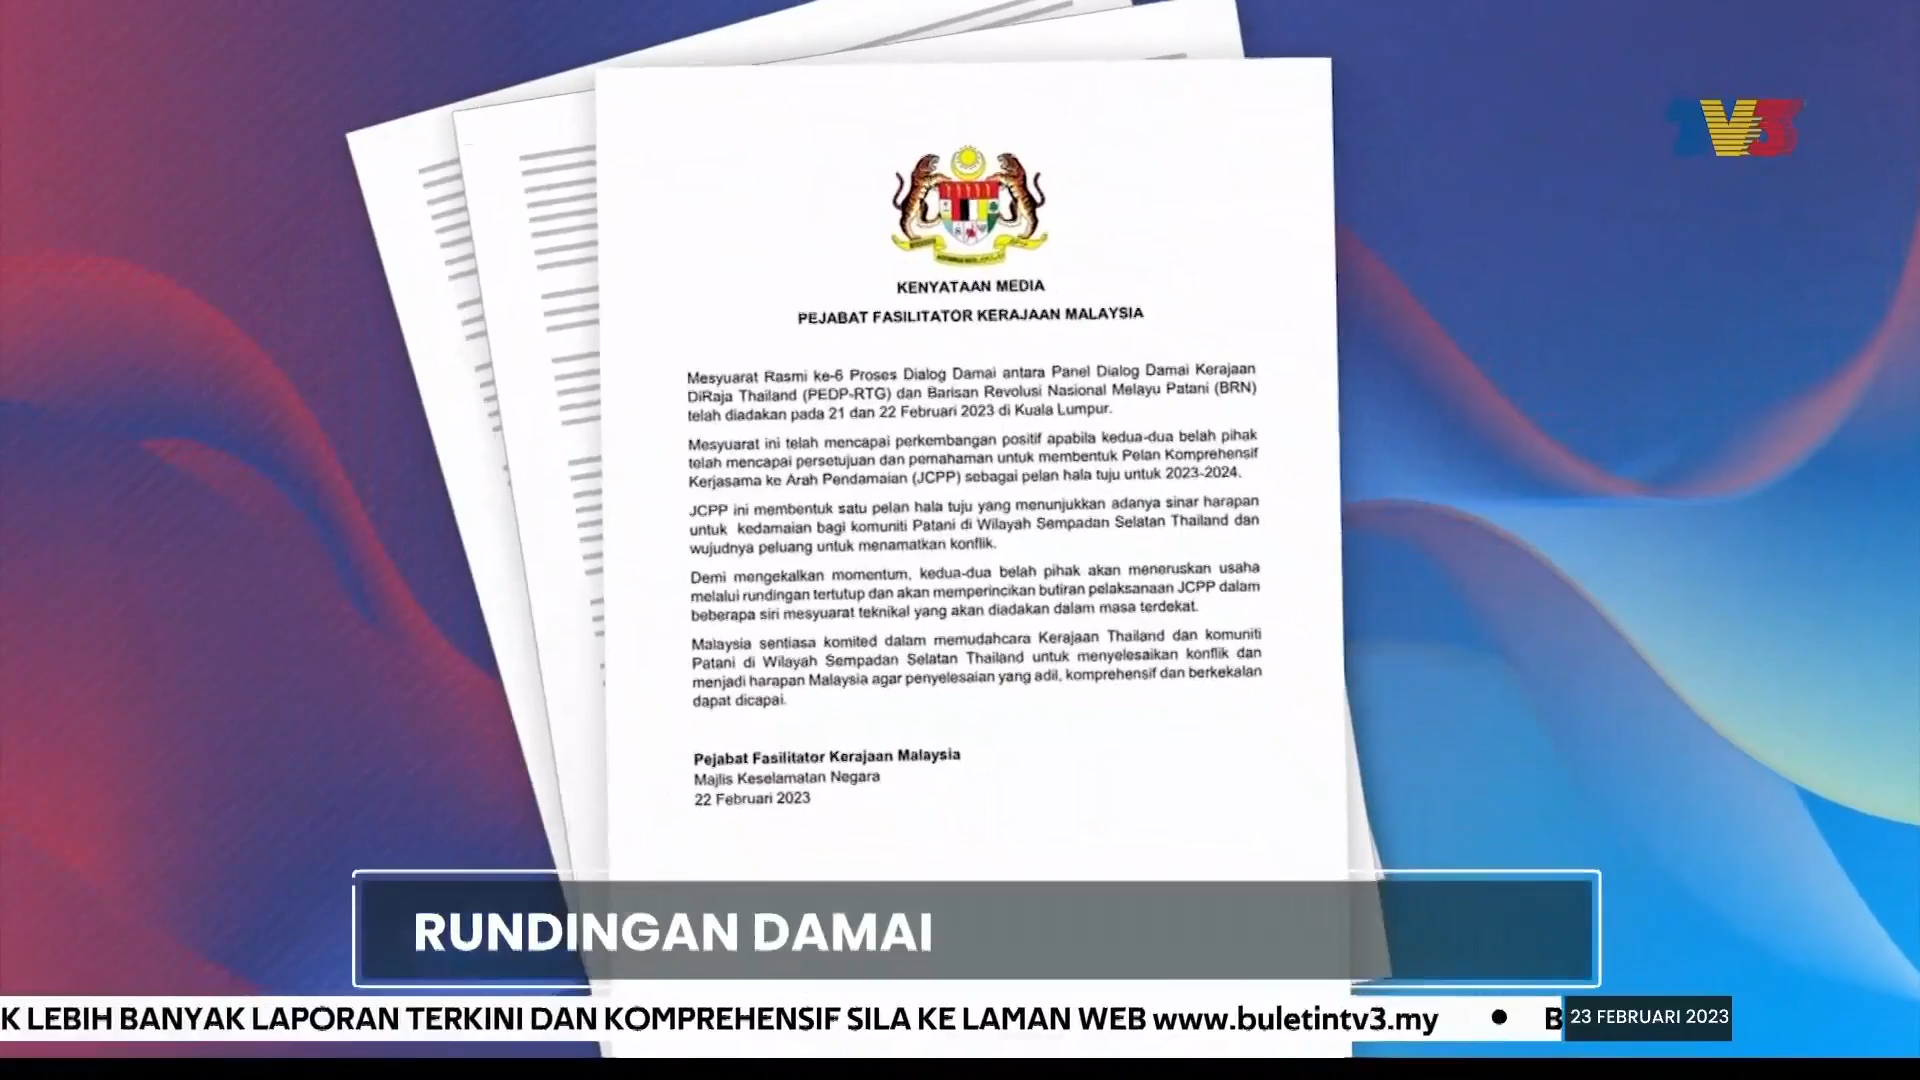 TV3
KENYATAAN MEDIA
PEJABAT FASILITATOR KERAJAAN MALAYSIA
Mesyuarat Rasmi ke-6 Proses Dialog Damai antara Panel Dialog Damai Kerajaan
DiRaja Thailand (PEDP-RTG) dan Barisan Revolusi Nasional Melayu Patani (BRN)
telah diadakan pada 21 dan 22 Februari 2023 di Kuala Lumpur.
Mesyuarat ini telah mencapai perkembangan positif apabila kedua-dua belah pihak
telah mencapai persetujuan dan pemahaman untuk membentuk Pelan Komprehensif
Kerjasama ke Arah Pendamaian (JCPP) sebagai pelan hala tuju untuk 2023-2024.
JCPP ini membentuk satu pelan hala tuju yang menunjukkan adanya sinar harapan
untuk kedamaian bagi komuniti Patani di Wilayah Sempadan Selatan Thailand dan
wujudnya peluang untuk menamatkan konflik.
Demi mengekalkan momentum, kedua-dua belah pihak akan meneruskan usaha
melalui rundingan tertutup dan akan memperincikan butiran pelaksanaan JCPP dalam
beberapa siri mesyuarat teknikal yang akan diadakan dalam masa terdekat.
Malaysia sentiasa komited dalam memudahcara Kerajaan Thailand dan komuniti
Patani di Wilayah Sempadan Selatan Thailand untuk menyelesaikan konflik dan
menjadi harapan Malaysia agar penyelesaian yang adil, komprehensif dan berkekalan
dapat dicapai.
Pejabat Fasilitator Kerajaan Malaysia
Majlis Keselamatan Negara
22 Februari 2023
RUNDINGAN DAMAI
K LEBIH BANYAK LAPORAN TERKINI DAN KOMPREHENSIF SILA KE LAMAN WEB www.buletintv3.my • B
23 FEBRUARI 2023